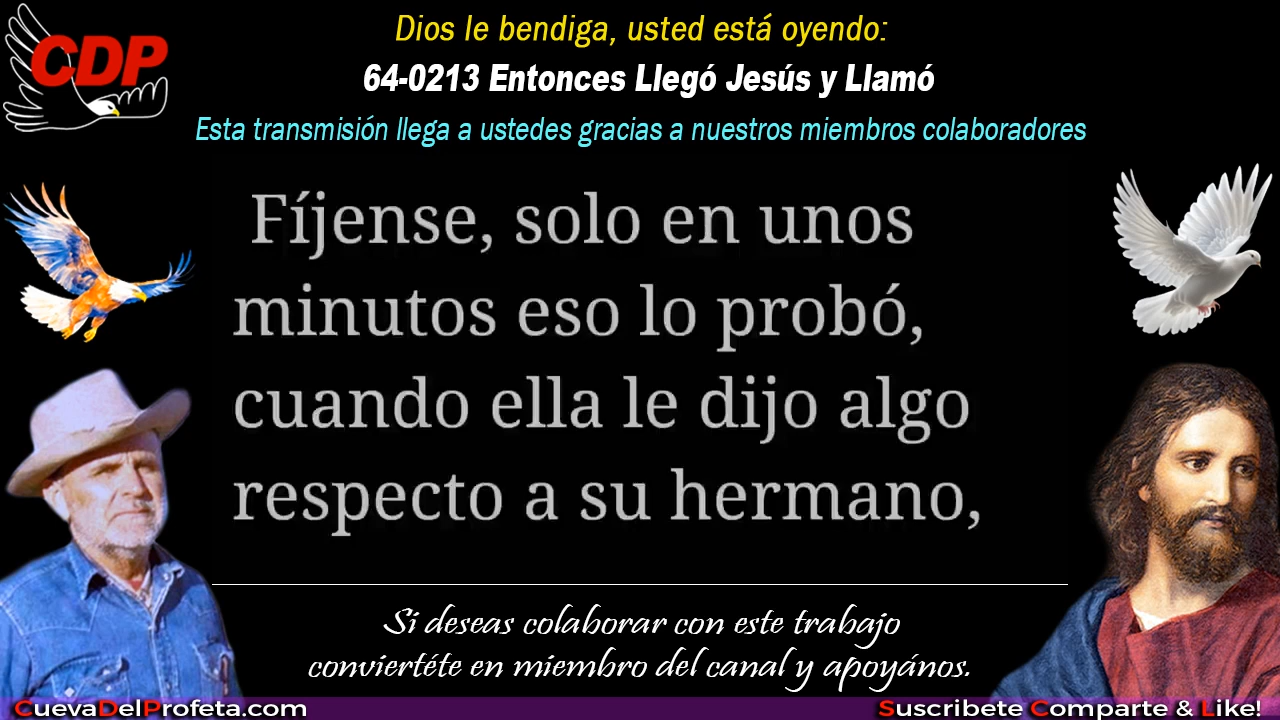 CDP
Dios le bendiga, usted está oyendo:
64-0213 Entonces Llegó Jesús y Llamó
Esta transmisión llega a ustedes gracias a nuestros miembros colaboradores
Fíjense, solo en unos
minutos eso lo probó,
cuando ella le dijo algo
respecto a su hermano,
Si deseas colaborar con este trabajo
conviertéte en miembro del canal y apoyános.
CuevaDelProfeta.com
Suscribete Comparte & Like!